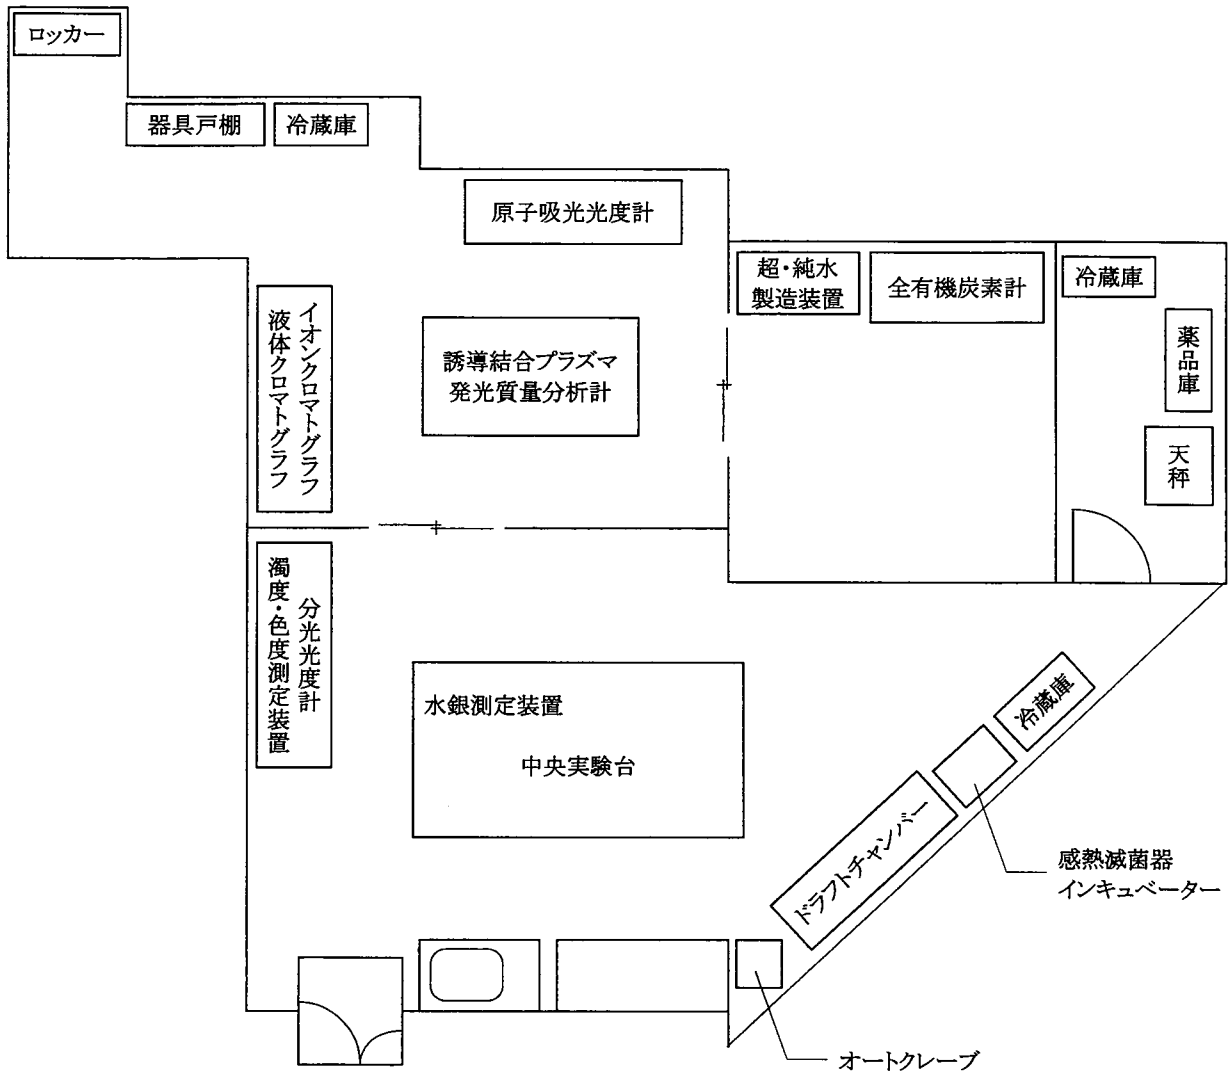 ロッカー
器具戸棚
冷蔵庫
原子吸光光度計
超・純水
製造装置
全有機炭素計
冷蔵庫
薬品庫
天秤
イオンクロマトグラフ
液体クロマトグラフ
誘導結合プラズマ
発光質量分析計
分光光度計
濁度・色度測定装置
水銀測定装置
中央実験台
冷蔵庫
ドラフトチャンバー
感熱滅菌器
インキュベーター
オートクレーブ